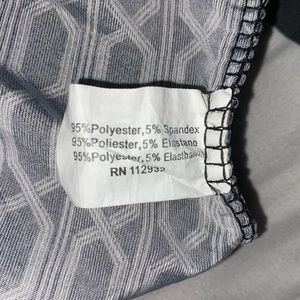 95%Polyester,5% Spandex
95%Poliester,5% Elastano
95%Polyester,5%
RN 112935